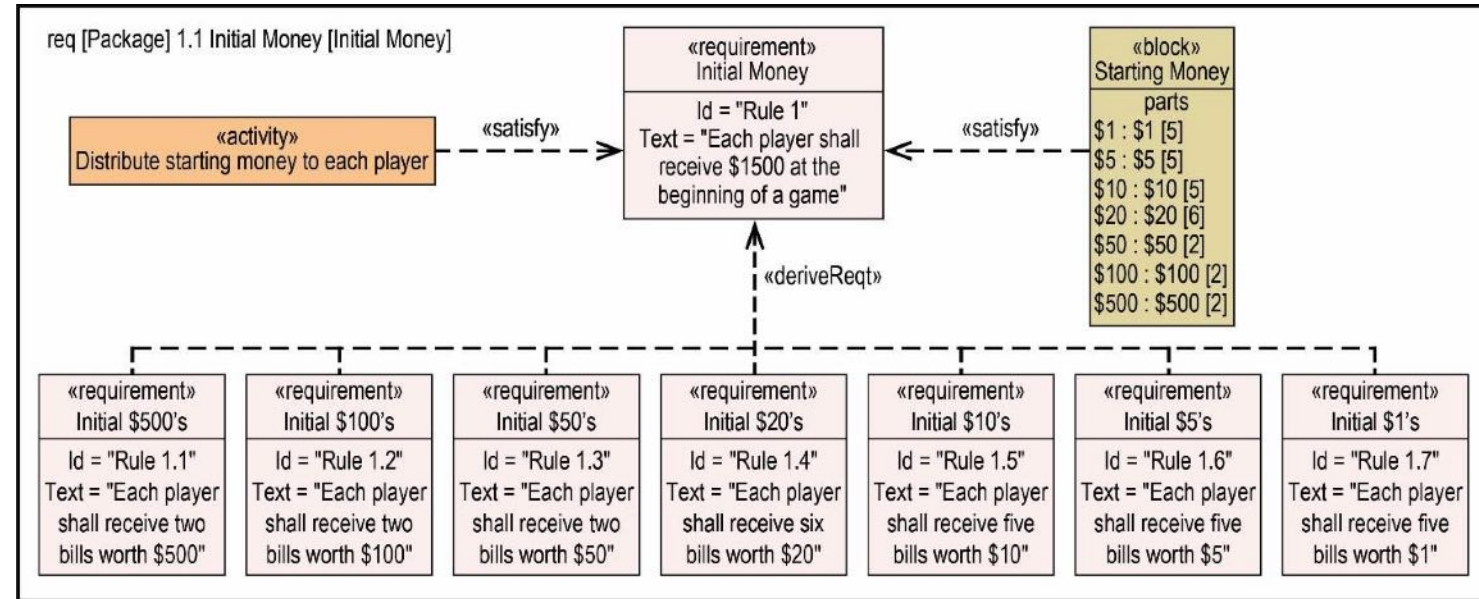 req [Package] 1.1 Initial Money [Initial Money]
«activity»
Distribute starting money to each player
«satisfy»
«requirement»
Initial Money
Id = "Rule 1"
Text = "Each player shall
receive $1500 at the
beginning of a game"
«satisfy»
«block»
Starting Money
parts
$1 : $1 [5]
$5 : $5 [5]
$10 : $10 [5]
$20 : $20 [6]
$50 : $50 [2]
$100 : $100 [2]
$500 : $500 [2]
«deriveReqt»
«requirement»
Initial $500's
Id = "Rule 1.1"
Text = "Each player
shall receive two
bills worth $500"
«requirement»
Initial $100's
Id = "Rule 1.2"
Text = "Each player
shall receive two
bills worth $100"
«requirement»
Initial $50's
Id = "Rule 1.3"
Text = "Each player
shall receive two
bills worth $50"
«requirement»
Initial $20's
Id = "Rule 1.4"
Text = "Each player
shall receive six
bills worth $20"
«requirement»
Initial $10's
Id = "Rule 1.5"
Text = "Each player
shall receive five
bills worth $10"
«requirement»
Initial $5's
Id = "Rule 1.6"
Text = "Each player
shall receive five
bills worth $5"
«requirement»
Initial $1's
Id = "Rule 1.7"
Text = "Each player
shall receive five
bills worth $1"